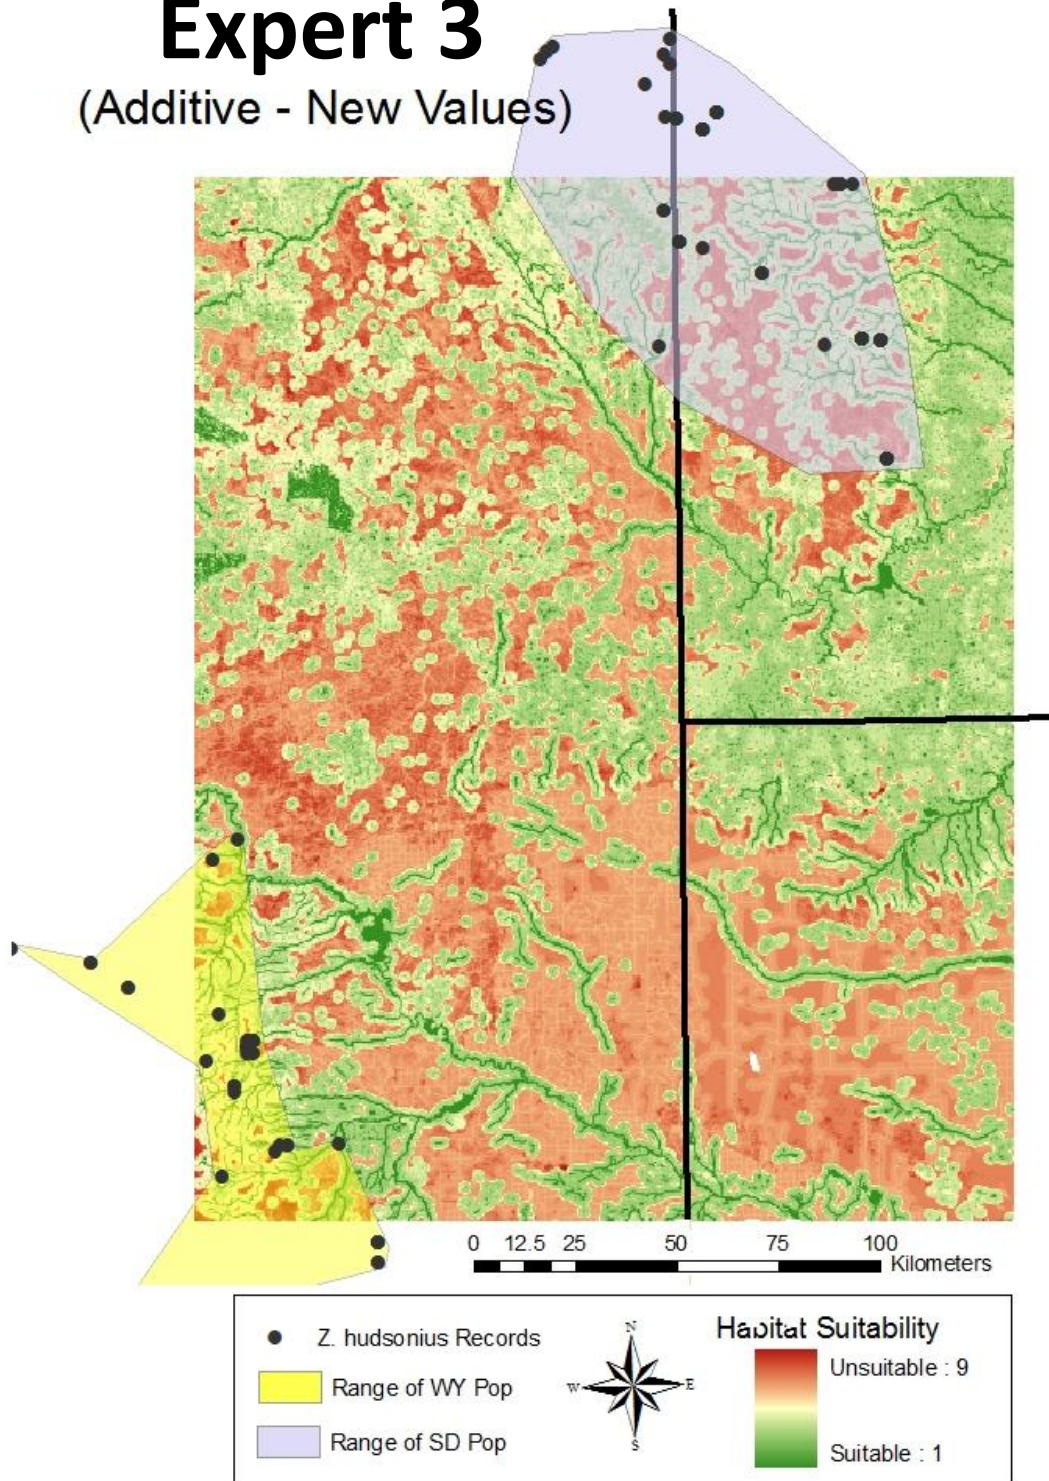 Expert 3
(Additive - New Values)
0 12.5 25 50 75 100
Kilometers
Z. hudsonius Records
Range of WY Pop
Range of SD Pop
N
W E
S
Habitat Suitability
Unsuitable : 9
Suitable : 1